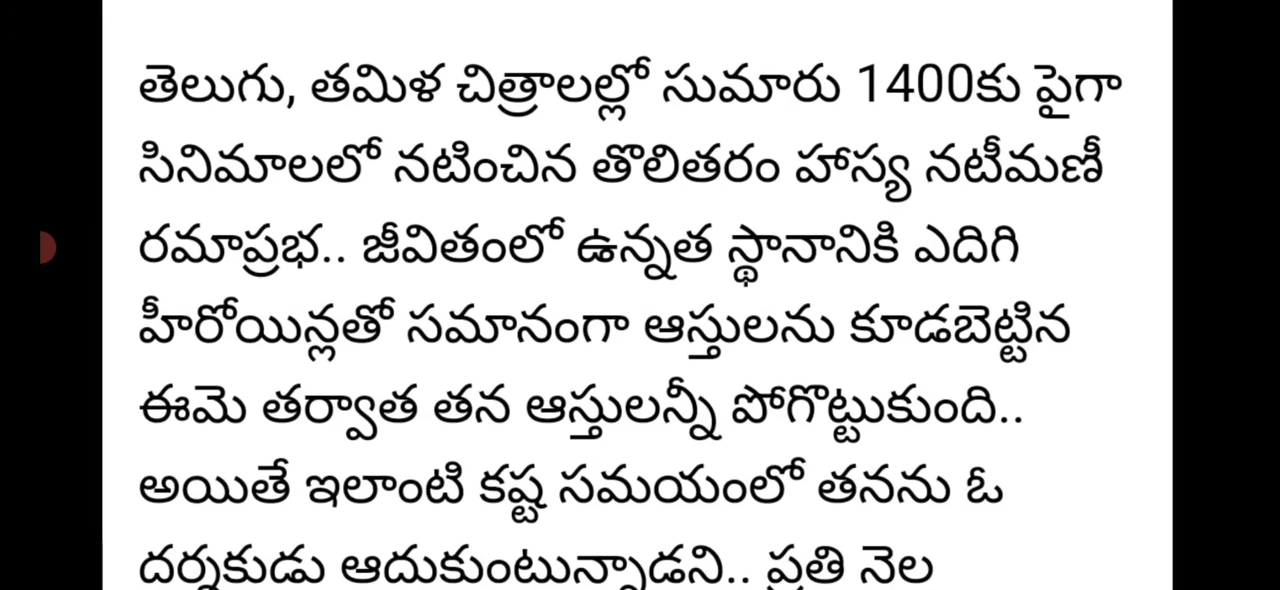 తెలుగు, తమిళ చిత్రాలల్లో సుమారు 1400కు పైగా
సినిమాలలో నటించిన తొలితరం హాస్య నటీమణీ
రమాప్రభ.. జీవితంలో ఉన్నత స్థానానికి ఎదిగి
హీరోయిన్లతో సమానంగా ఆస్తులను కూడబెట్టిన
ఈమె తర్వాత తన ఆస్తులన్నీ పోగొట్టుకుంది..
అయితే ఇలాంటి కష్ట సమయంలో తనను ఓ
దర్శకుడు ఆదుకుంటున్నాడని.. ప్రతి నెల